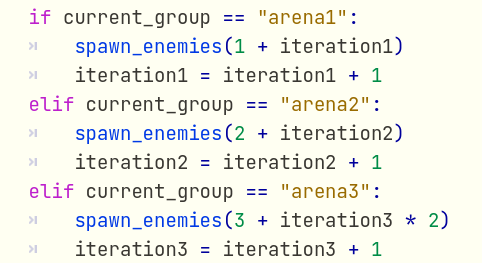 if current_group == "arena1":
    spawn_enemies(1 + iteration1)
    iteration1 = iteration1 + 1
elif current_group == "arena2":
    spawn_enemies(2 + iteration2)
    iteration2 = iteration2 + 1
elif current_group == "arena3":
    spawn_enemies(3 + iteration3 * 2)
    iteration3 = iteration3 + 1